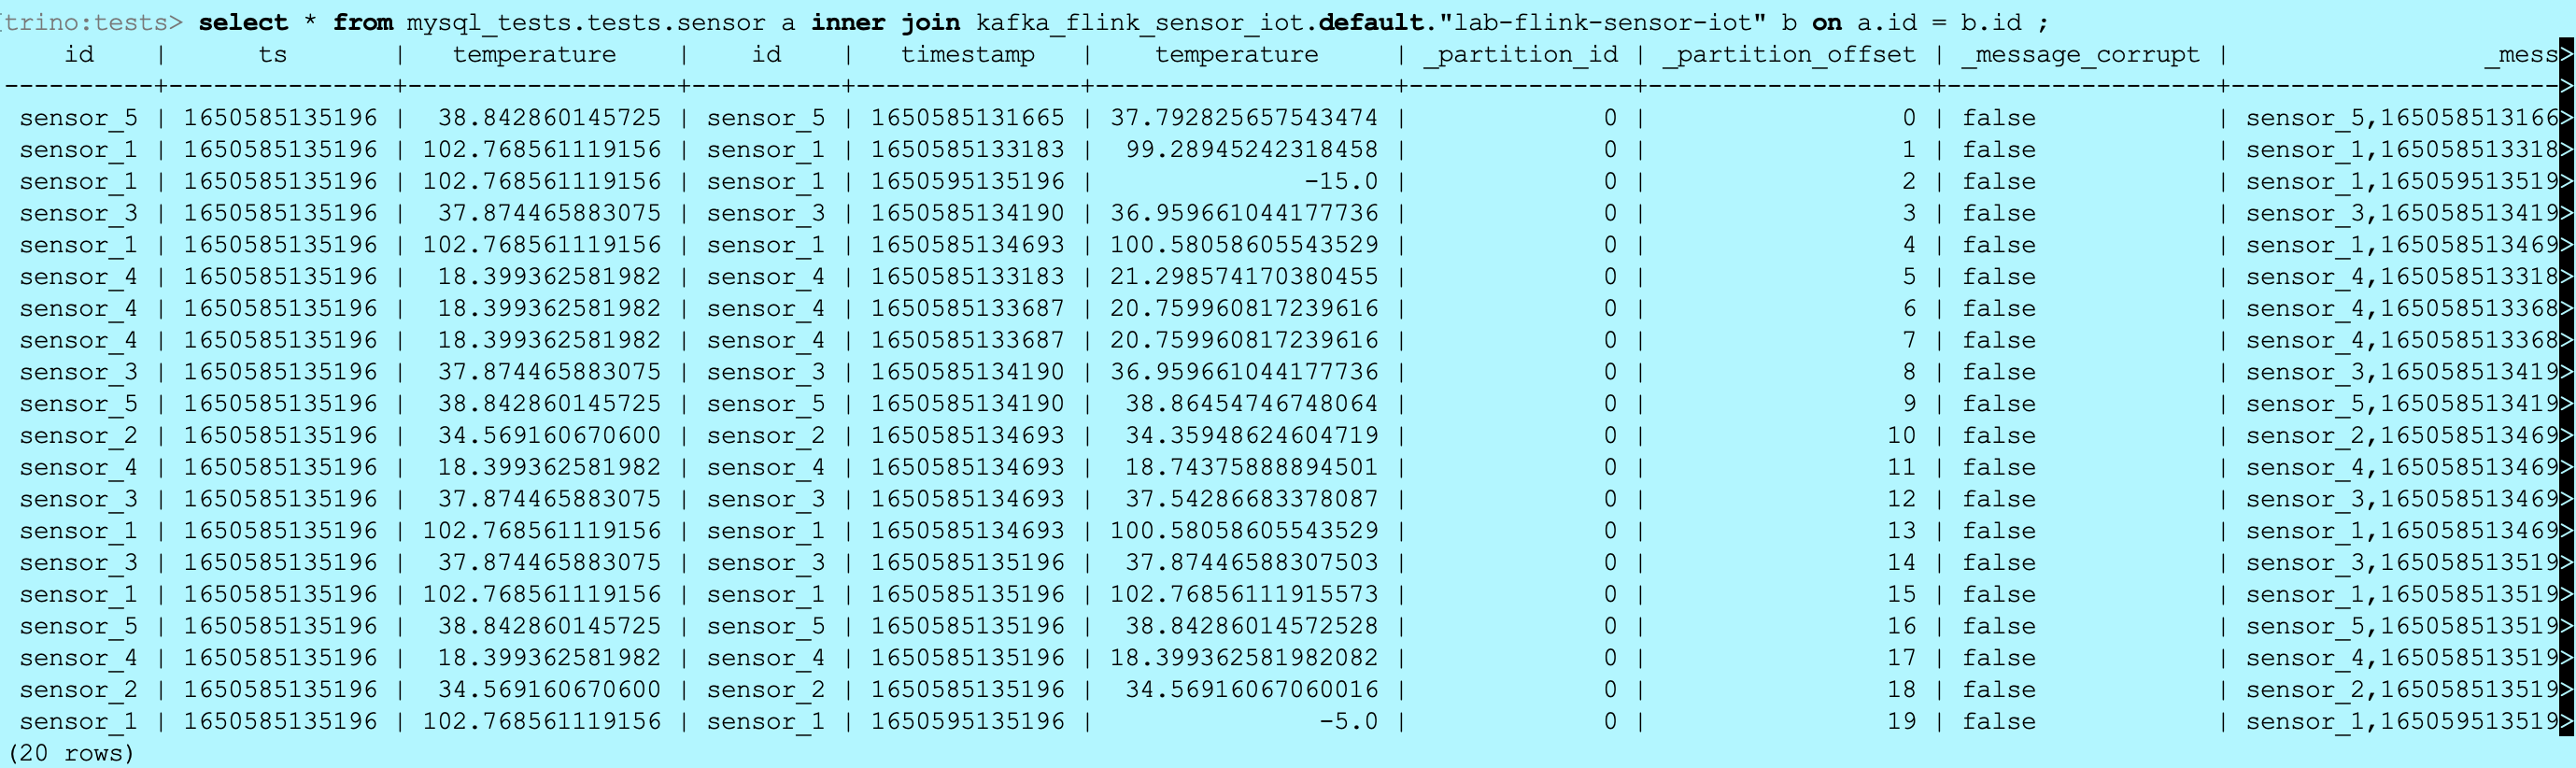 trino:tests> select * from mysql_tests.tests.sensor a inner join kafka_flink_sensor_iot.default."lab-flink-sensor-iot" b on a.id = b.id ;
    id    |      ts       |   temperature    |    id    |   timestamp   |    temperature     | _partition_id | _partition_offset | _message_corrupt |                 _mess>
----------+---------------+------------------+----------+---------------+--------------------+---------------+-------------------+------------------+---------------------->
 sensor_5 | 1650585135196 |  38.842860145725 | sensor_5 | 1650585131665 | 37.792825657543474 |             0 |                 0 | false            | sensor_5,165058513166>
 sensor_1 | 1650585135196 | 102.768561119156 | sensor_1 | 1650585133183 |  99.28945242318458 |             0 |                 1 | false            | sensor_1,165058513318>
 sensor_1 | 1650585135196 | 102.768561119156 | sensor_1 | 1650595135196 |              -15.0 |             0 |                 2 | false            | sensor_1,165059513519>
 sensor_3 | 1650585135196 |  37.874465883075 | sensor_3 | 1650585134190 | 36.959661044177736 |             0 |                 3 | false            | sensor_3,165058513419>
 sensor_1 | 1650585135196 | 102.768561119156 | sensor_1 | 1650585134693 | 100.58058605543529 |             0 |                 4 | false            | sensor_1,165058513469>
 sensor_4 | 1650585135196 |  18.399362581982 | sensor_4 | 1650585133183 | 21.298574170380455 |             0 |                 5 | false            | sensor_4,165058513318>
 sensor_4 | 1650585135196 |  18.399362581982 | sensor_4 | 1650585133687 | 20.759960817239616 |             0 |                 6 | false            | sensor_4,165058513368>
 sensor_4 | 1650585135196 |  18.399362581982 | sensor_4 | 1650585133687 | 20.759960817239616 |             0 |                 7 | false            | sensor_4,165058513368>
 sensor_3 | 1650585135196 |  37.874465883075 | sensor_3 | 1650585134190 | 36.959661044177736 |             0 |                 8 | false            | sensor_3,165058513419>
 sensor_5 | 1650585135196 |  38.842860145725 | sensor_5 | 1650585134190 |  38.86454746748064 |             0 |                 9 | false            | sensor_5,165058513419>
 sensor_2 | 1650585135196 |  34.569160670600 | sensor_2 | 1650585134693 |  34.35948624604719 |             0 |                10 | false            | sensor_2,165058513469>
 sensor_4 | 1650585135196 |  18.399362581982 | sensor_4 | 1650585134693 |  18.74375888894501 |             0 |                11 | false            | sensor_4,165058513469>
 sensor_3 | 1650585135196 |  37.874465883075 | sensor_3 | 1650585134693 |  37.54286683378087 |             0 |                12 | false            | sensor_3,165058513469>
 sensor_1 | 1650585135196 | 102.768561119156 | sensor_1 | 1650585134693 | 100.58058605543529 |             0 |                13 | false            | sensor_1,165058513469>
 sensor_3 | 1650585135196 |  37.874465883075 | sensor_3 | 1650585135196 |  37.87446588307503 |             0 |                14 | false            | sensor_3,165058513519>
 sensor_1 | 1650585135196 | 102.768561119156 | sensor_1 | 1650585135196 | 102.76856111915573 |             0 |                15 | false            | sensor_1,165058513519>
 sensor_5 | 1650585135196 |  38.842860145725 | sensor_5 | 1650585135196 |  38.84286014572528 |             0 |                16 | false            | sensor_5,165058513519>
 sensor_4 | 1650585135196 |  18.399362581982 | sensor_4 | 1650585135196 | 18.399362581982082 |             0 |                17 | false            | sensor_4,165058513519>
 sensor_2 | 1650585135196 |  34.569160670600 | sensor_2 | 1650585135196 |  34.56916067060016 |             0 |                18 | false            | sensor_2,165058513519>
 sensor_1 | 1650585135196 | 102.768561119156 | sensor_1 | 1650595135196 |               -5.0 |             0 |                19 | false            | sensor_1,165059513519>
(20 rows)